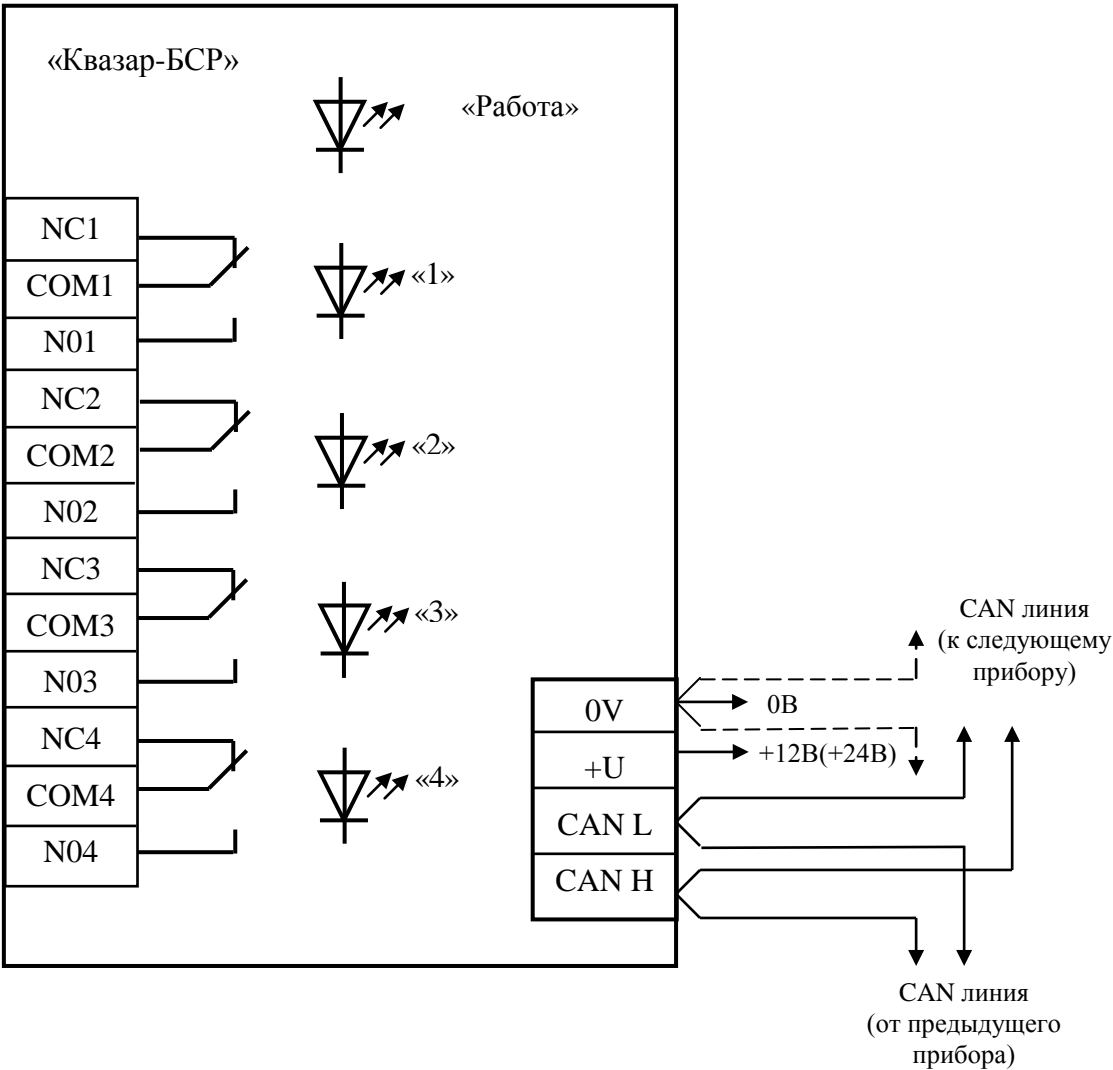 «Квазар-БСР»
«Работа»
NC1
COM1
N01
NC2
COM2
N02
NC3
COM3
N03
NC4
COM4
N04
«1»
«2»
«3»
«4»
0V
+U
CAN L
CAN H
0В
+12В(+24В)
CAN линия
(к следующему
прибору)
CAN линия
(от предыдущего
прибора)